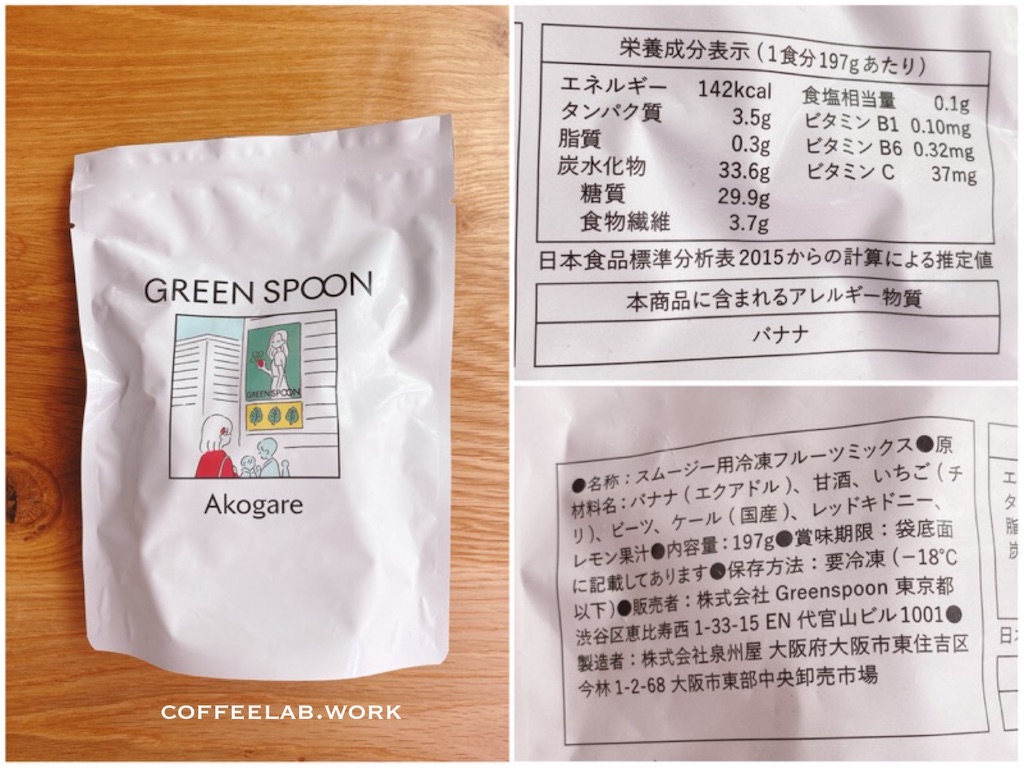 GREEN SPOON
GREEN SPOON
Akogare
COFFEELAB.WORK
栄養成分表示(1食分197gあたり)
エネルギー 142kcal
タンパク質 3.5g
脂質 0.3g
炭水化物 33.6g
糖質 29.9g
食物繊維 3.7g
食塩相当量 0.1g
ビタミン B1 0.10mg
ビタミン B6 0.32mg
ビタミン C 37mg
日本食品標準分析表2015からの計算による推定値
本商品に含まれるアレルギー物質
バナナ
●名称:スムージー用冷凍フルーツミックス●原
材料名:バナナ(エクアドル)、甘酒、いちご(チ
リ)、ビーツ、ケール(国産)、レッドキドニー、
レモン果汁●内容量:197g●賞味期限:袋底面
に記載してあります●保存方法:要冷凍(−18℃
以下)●販売者:株式会社 Greenspoon 東京都
渋谷区恵比寿西 1-33-15 EN 代官山ビル1001●
製造者:株式会社泉州屋 大阪府大阪市東住吉区
今林 1-2-68 大阪市東部中央卸売市場
エ
タ
脂
炭
日